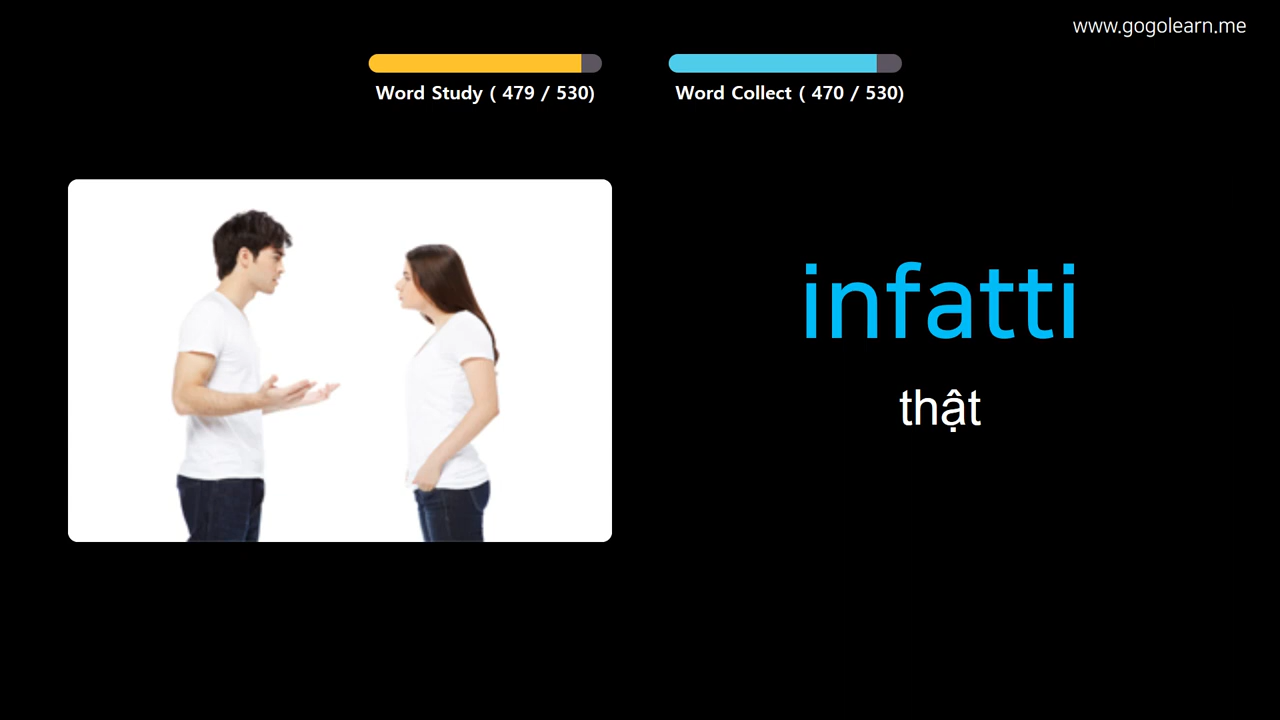 www.gogolearn.me
Word Study ( 479 / 530)
Word Collect ( 470 / 530)
infatti
thật